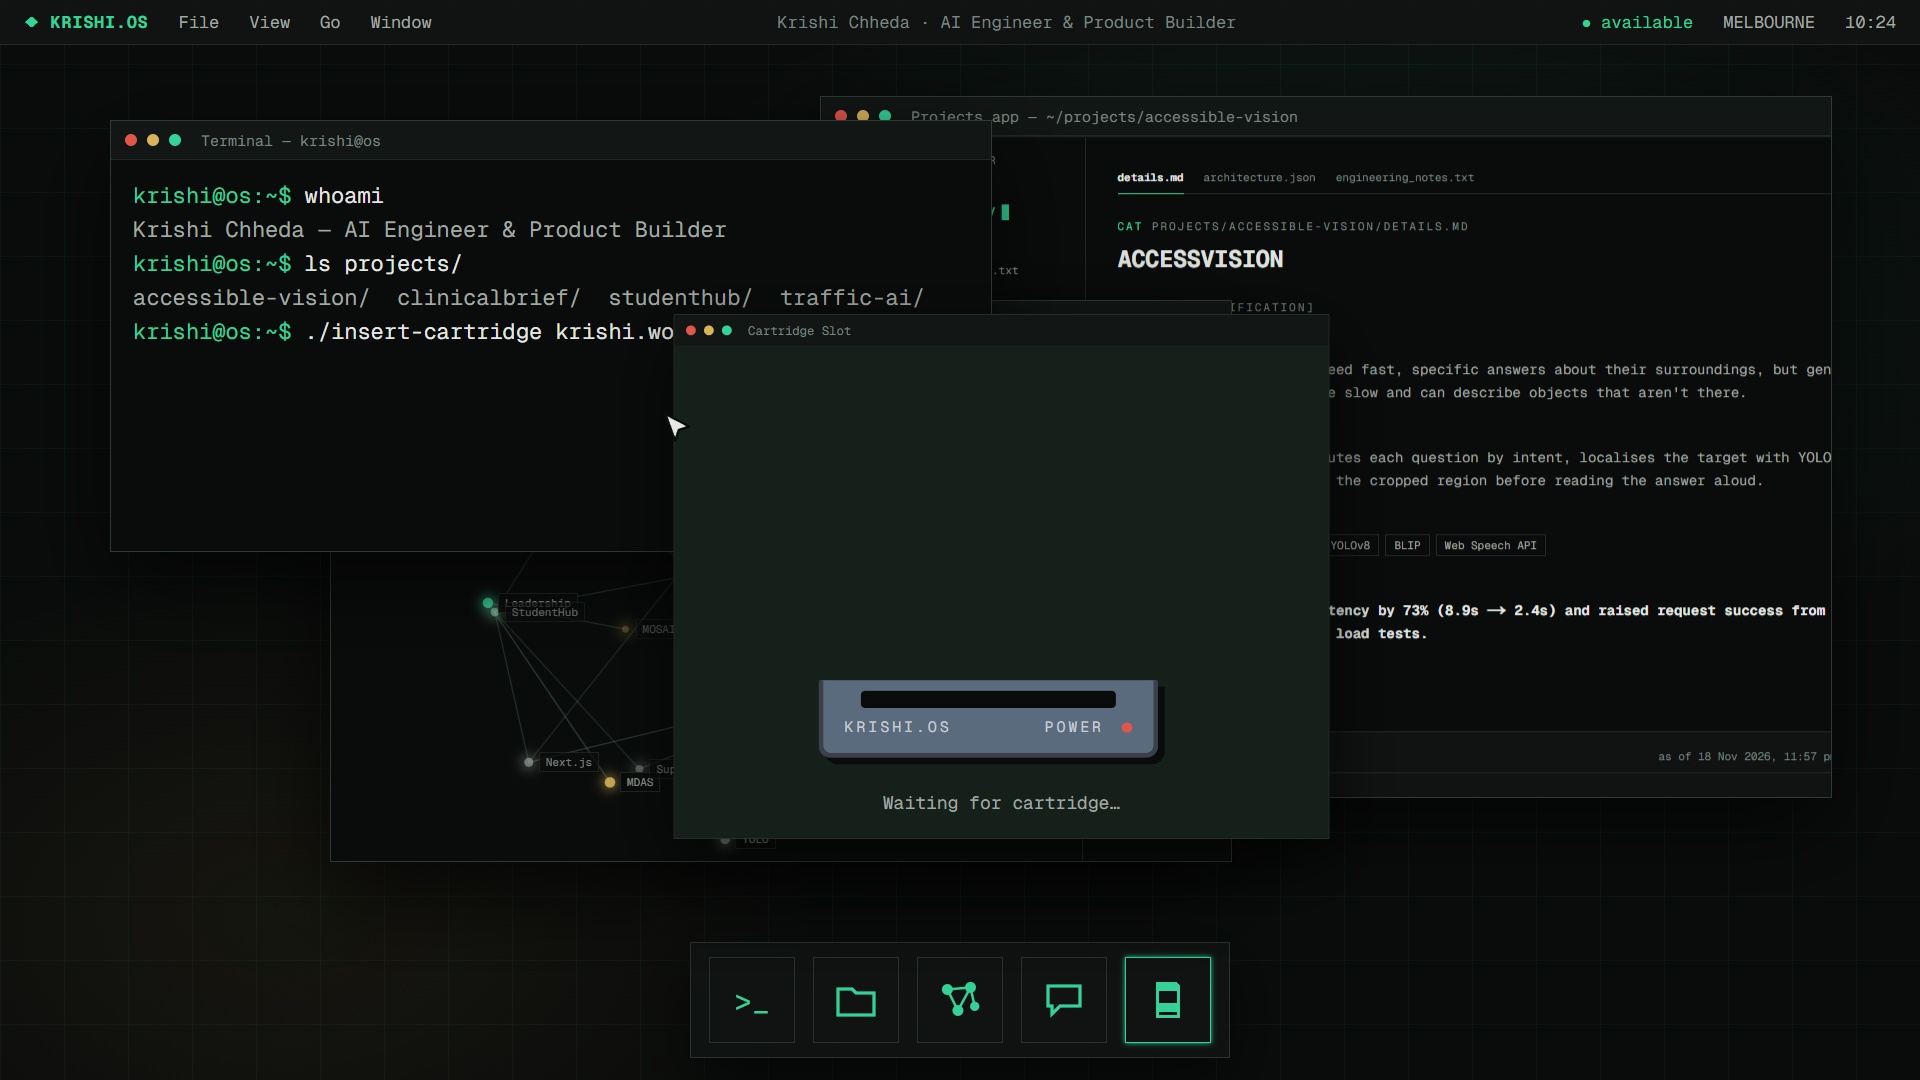 KRISHI.OS File View Go Window
Krishi Chheda · AI Engineer & Product Builder
available MELBOURNE 10:24
Terminal — krishi@os
krishi@os:~$ whoami
Krishi Chheda — AI Engineer & Product Builder
krishi@os:~$ ls projects/
accessible-vision/ clinicalbrief/ studenthub/ traffic-ai/
krishi@os:~$ ./insert-cartridge krishi.wo
Projects.app — ~/projects/accessible-vision
details.md architecture.json engineering_notes.txt
CAT PROJECTS/ACCESSIBLE-VISION/DETAILS.MD
ACCESSVISION
.txt
IFICATION]
eed fast, specific answers about their surroundings, but gen
e slow and can describe objects that aren't there.
utes each question by intent, localises the target with YOLO
the cropped region before reading the answer aloud.
YOLOv8 BLIP Web Speech API
tency by 73% (8.9s → 2.4s) and raised request success from
load tests.
as of 18 Nov 2026, 11:57 p
Cartridge Slot
KRISHI.OS POWER
Waiting for cartridge…
Leadership
StudentHub
MOSAI
Next.js
Sup
MDAS
YOLO
>_